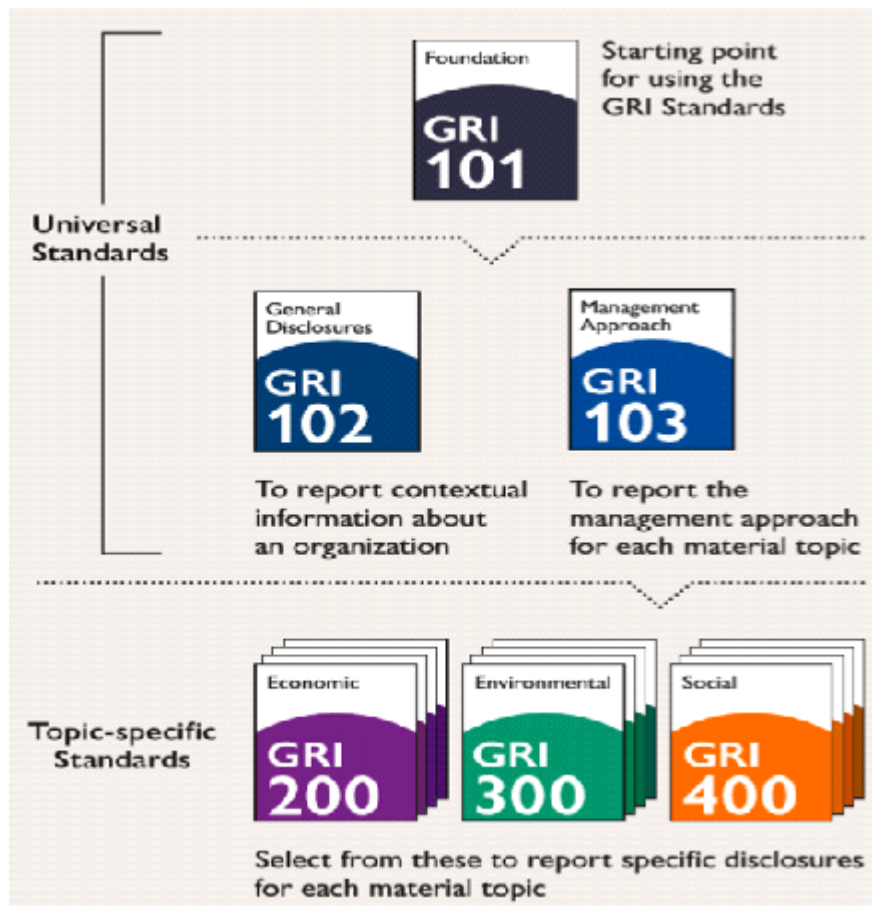 Foundation
GRI
101
Starting point
for using the
GRI Standards
Universal
Standards
General
Disclosures
GRI
102
Management
Approach
GRI
103
To report contextual
information about
an organization
To report the
management approach
for each material topic
Topic-specific
Standards
Economic
GRI
200
Environmental
GRI
300
Social
GRI
400
Select from these to report specific disclosures
for each material topic